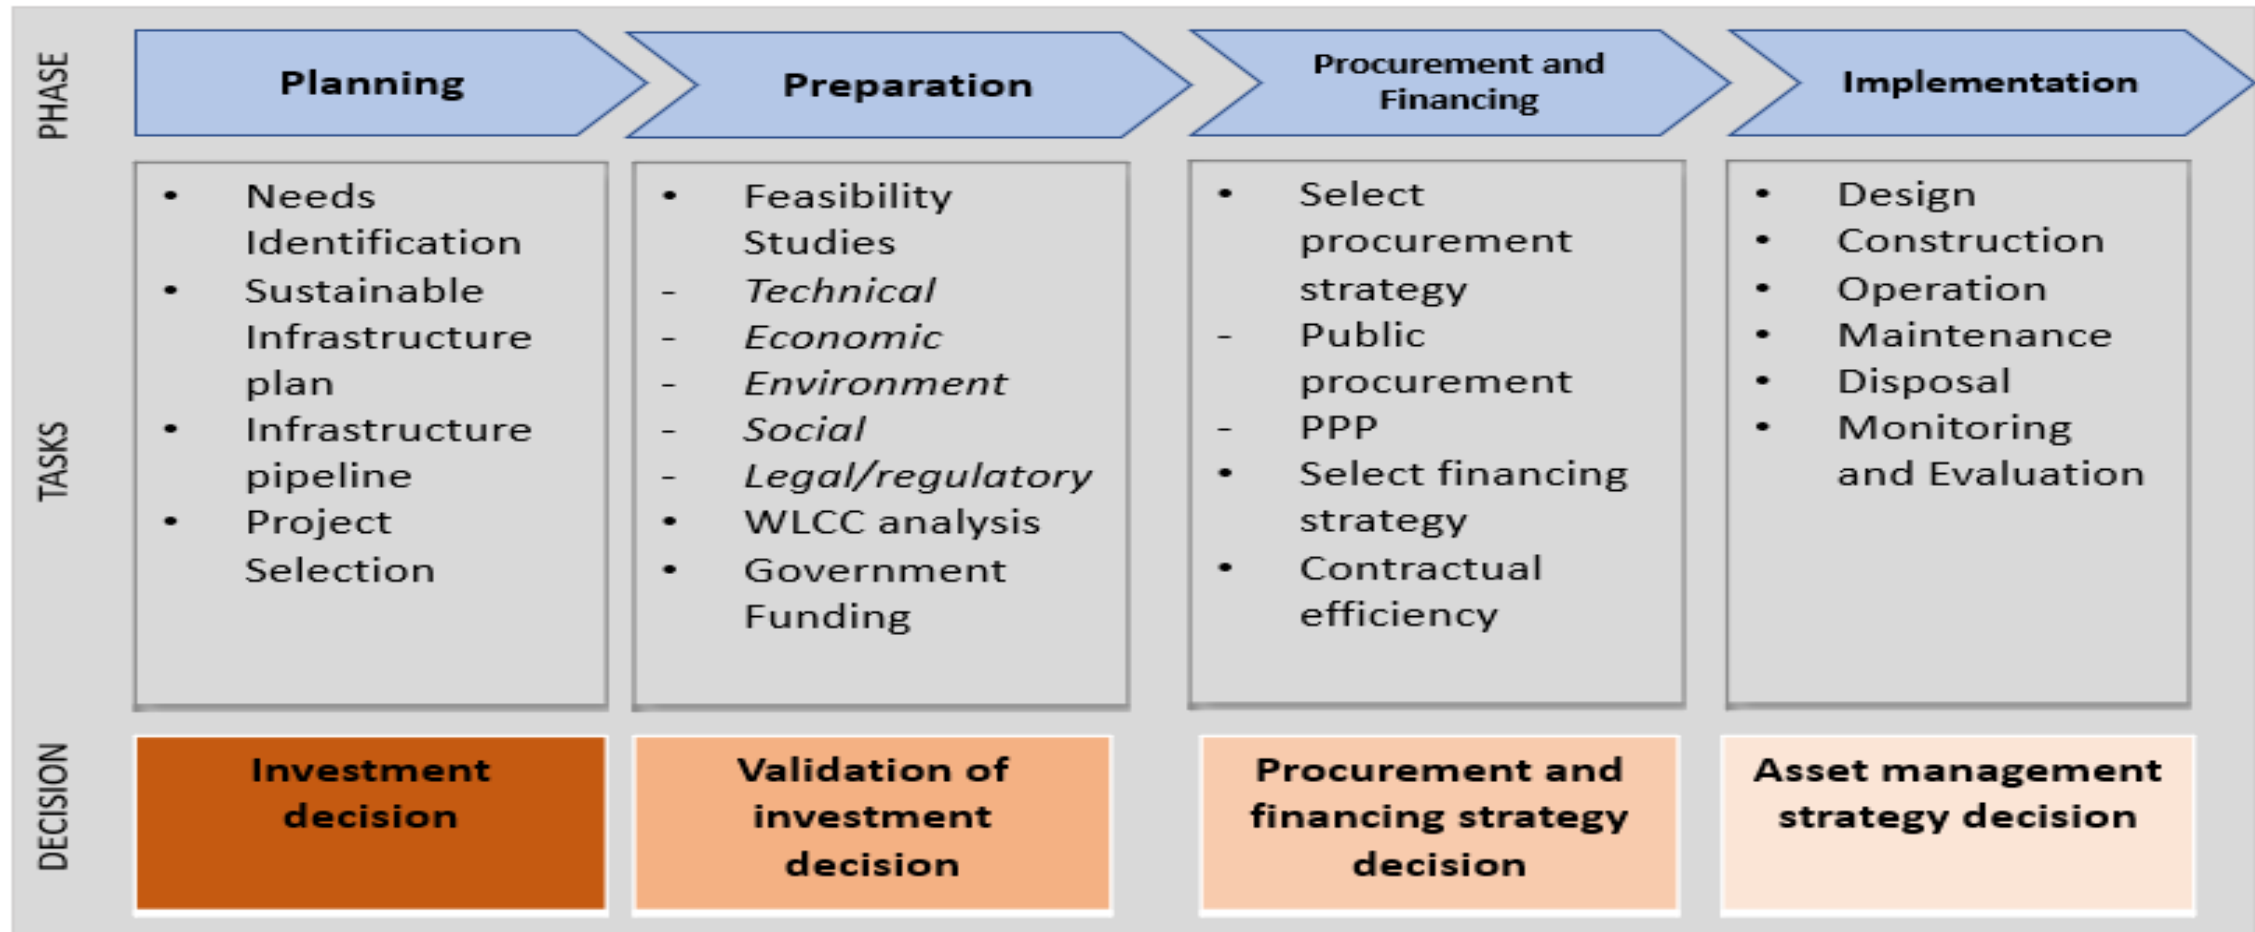 PHASE
Planning
Preparation
Procurement and
Financing
Implementation
TASKS
• Needs
Identification
• Sustainable
Infrastructure
plan
• Infrastructure
pipeline
• Project
Selection
• Feasibility
Studies
- Technical
- Economic
- Environment
- Social
- Legal/regulatory
• WLCC analysis
• Government
Funding
• Select
procurement
strategy
- Public
procurement
- PPP
• Select financing
strategy
• Contractual
efficiency
• Design
• Construction
• Operation
• Maintenance
• Disposal
• Monitoring
and Evaluation
DECISION
Investment
decision
Validation of
investment
decision
Procurement and
financing strategy
decision
Asset management
strategy decision